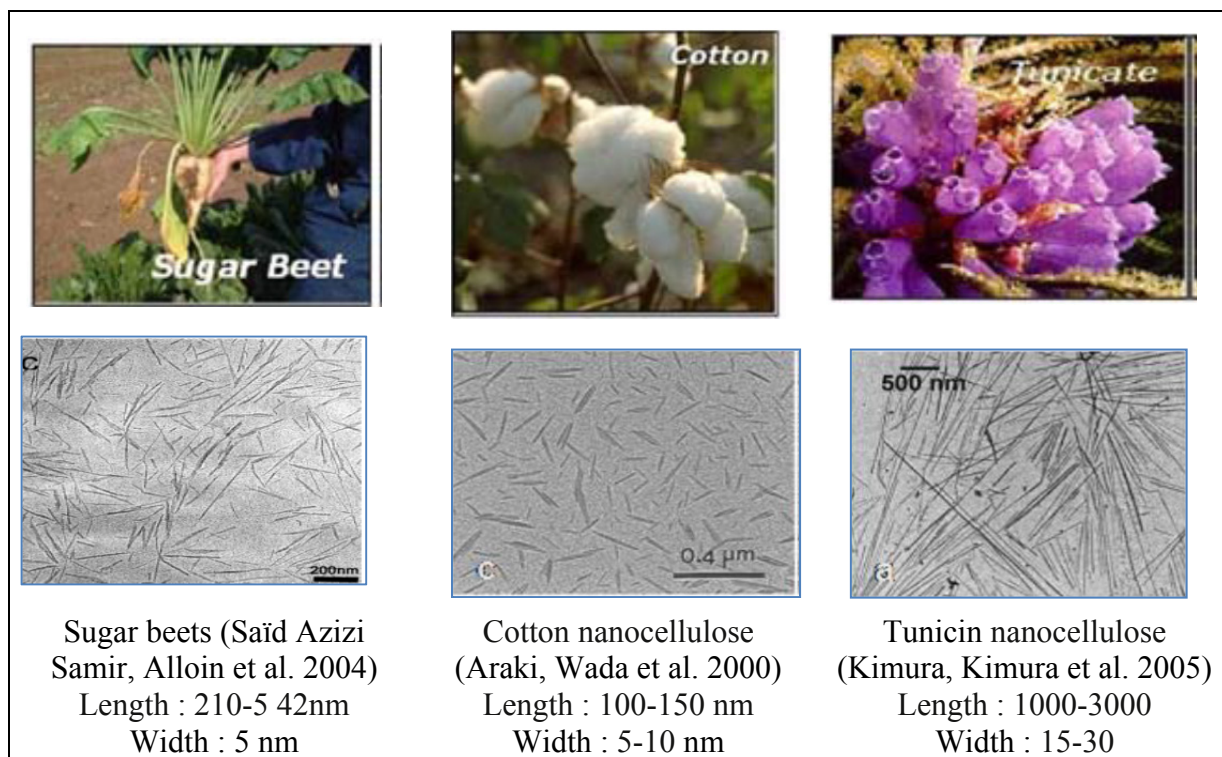 Sugar Beet
Cotton
Tunicate
C
200nm
0.4 µm
500 nm
a
Sugar beets (Saïd Azizi
Samir, Alloin et al. 2004)
Length : 210-5 42nm
Width : 5 nm
Cotton nanocellulose
(Araki, Wada et al. 2000)
Length : 100-150 nm
Width : 5-10 nm
Tunicin nanocellulose
(Kimura, Kimura et al. 2005)
Length : 1000-3000
Width : 15-30